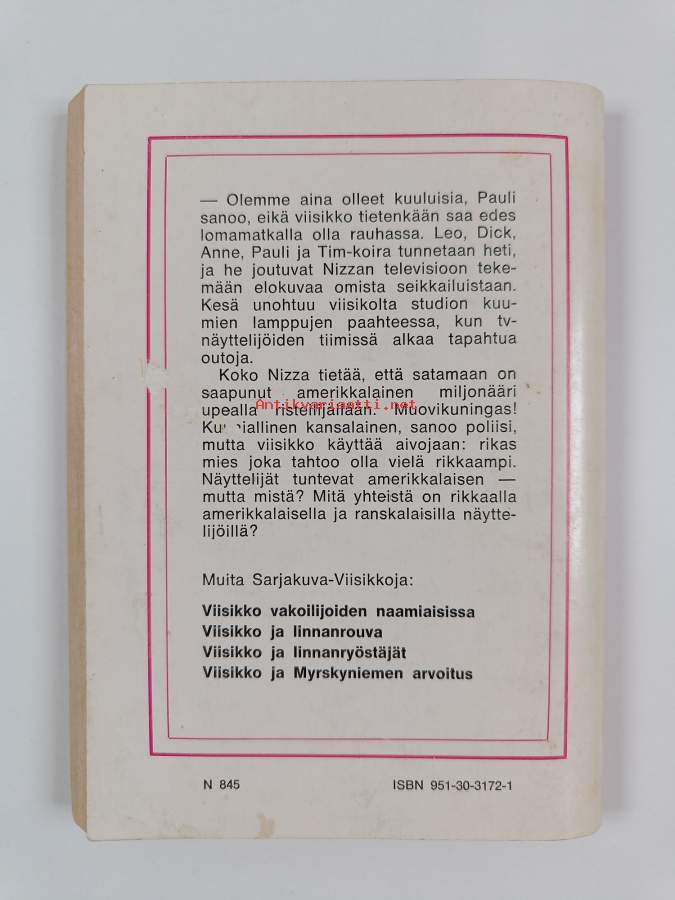 — Olemme aina olleet kuuluisia, Pauli
sanoo, eikä viisikko tietenkään saa edes
lomamatkalla olla rauhassa. Leo, Dick,
Anne, Pauli ja Tim-koira tunnetaan heti,
ja he joutuvat Nizzan televisioon teke-
mään elokuvaa omista seikkailuistaan.
Kesä unohtuu viisikolta studion kuu-
mien lamppujen paahteessa, kun tv-
näyttelijöiden tiimissä alkaa tapahtua
outoja.
Koko Nizza tietää, että satamaan on
saapunut amerikkalainen miljonääri
upealla risteilijällään. Muovikuningas!
Antikvariaatti.net
kansalainen, sanoo poliisi,
mutta viisikko käyttää aivojaan: rikas
mies joka tahtoo olla vielä rikkaampi.
Näyttelijät tuntevat amerikkalaisen —
mutta mistä? Mitä yhteistä on rikkaalla
amerikkalaisella ja ranskalaisilla näytte-
lijöillä?
Muita Sarjakuva-Viisikkoja:
Viisikko vakoilijoiden naamiaisissa
Viisikko ja linnanrouva
Viisikko ja linnanryöstäjät
Viisikko ja Myrskyniemen arvoitus
N 845
ISBN 951-30-3172-1